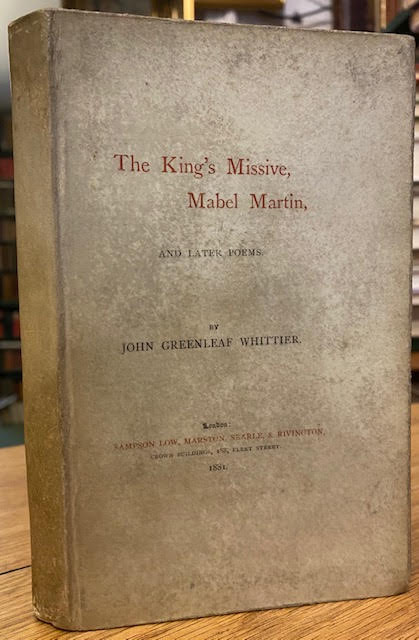 The King's Missive,
Mabel Martin,
AND LATER POEMS.
BY
JOHN GREENLEAF WHITTIER.
London:
SAMPSON LOW, MARSTON, SEARLE, & RIVINGTON,
CROWN BUILDINGS, 188, FLEET STREET.
1881.